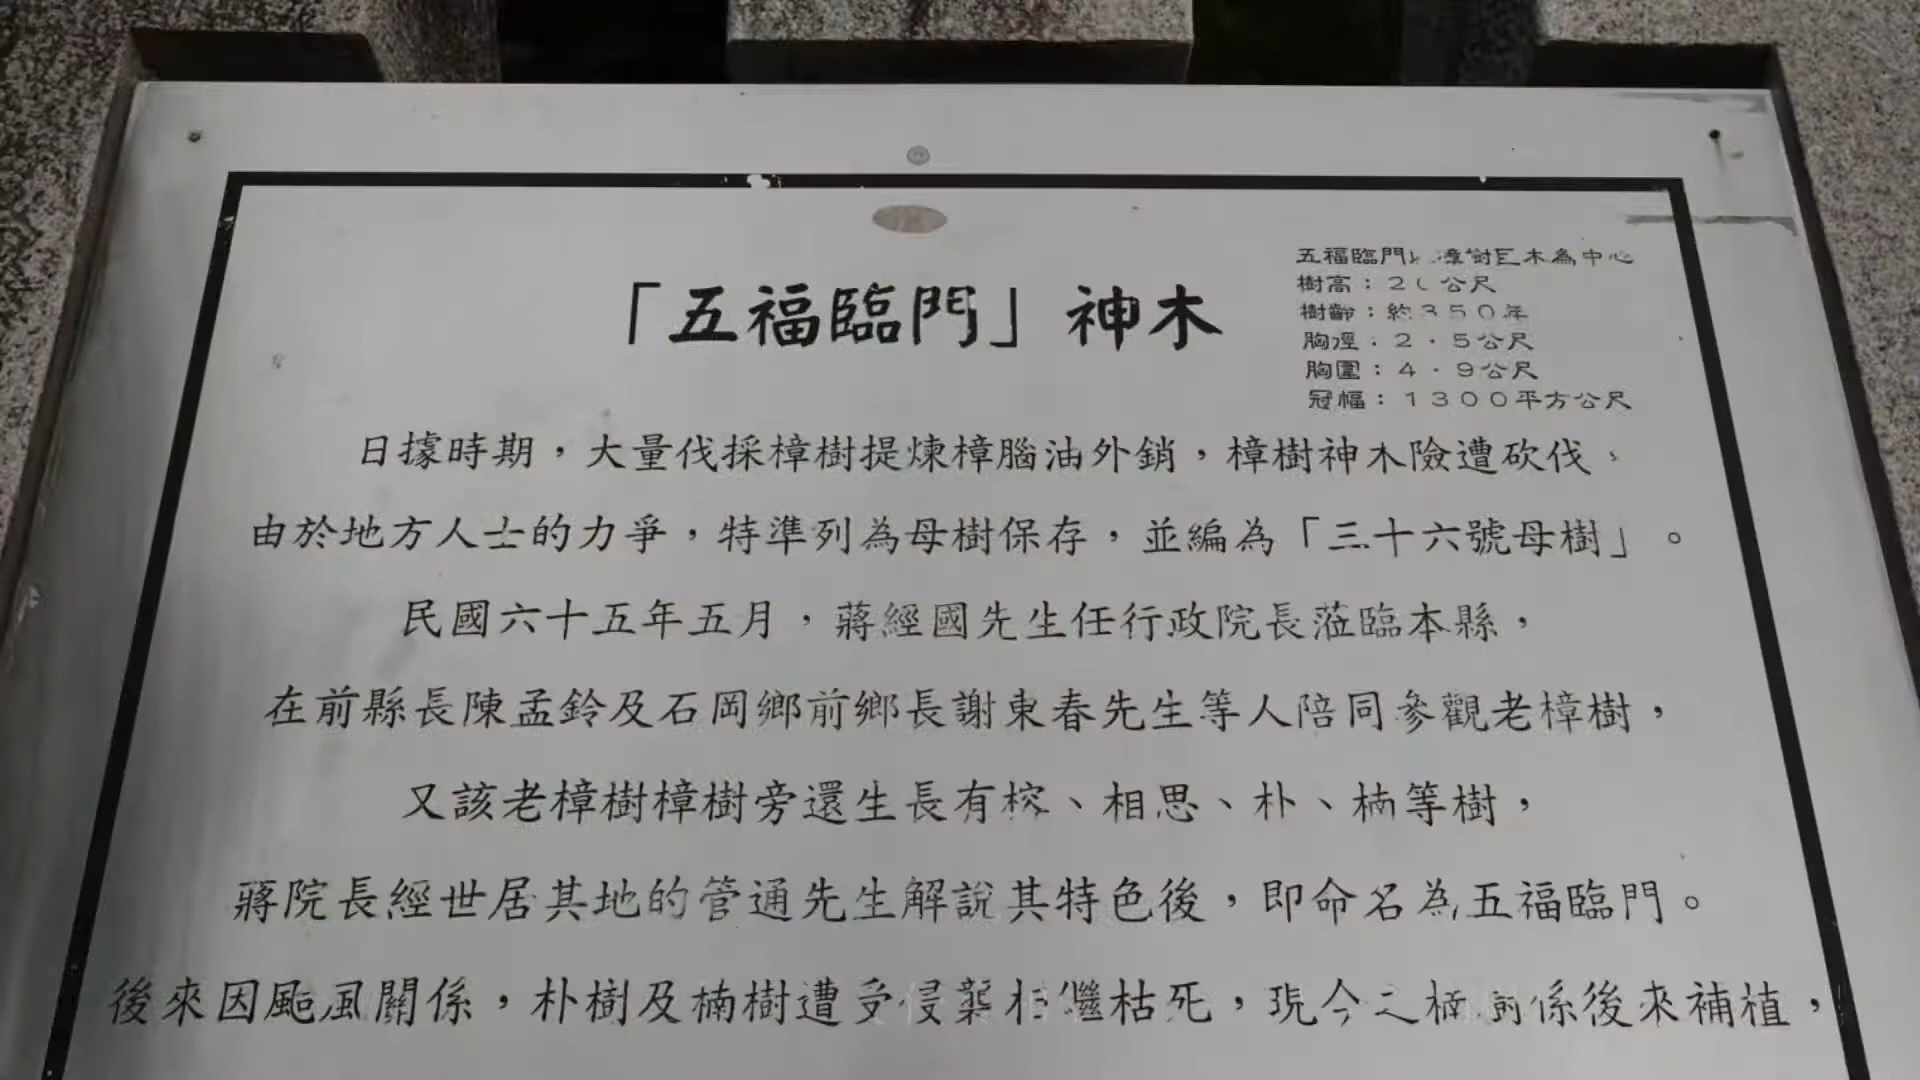 「五福臨門」神木
五福臨門 樟樹巨木為中心
樹高：2 公尺
樹齡：約350年
胸徑：2．5公尺
胸圍：4．9公尺
冠幅：1300平方公尺
日據時期，大量伐採樟樹提煉樟腦油外銷，樟樹神木險遭砍伐、
由於地方人士的力爭，特準列為母樹保存，並編為「三十六號母樹」。
民國六十五年五月，蔣經國先生任行政院長蒞臨本縣，
在前縣長陳孟鈴及石岡鄉前鄉長謝東春先生等人陪同參觀老樟樹，
又該老樟樹樟樹旁還生長有榕、相思、朴、楠等樹，
蔣院長經世居其地的管通先生解說其特色後，即命名為五福臨門。
後來因颱風關係，朴樹及楠樹遭受侵襲相繼枯死，現今之楠 係後來補植，